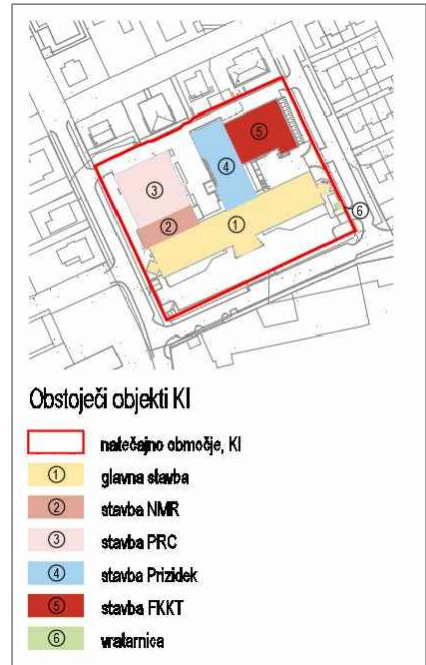 5
4
3
6
2
1
Obstoječi objekti KI
natečajno območje, KI
1 glavna stavba
2 stavba NMR
3 stavba PRC
4 stavba Prizidek
5 stavba FKKT
6 vratarnica